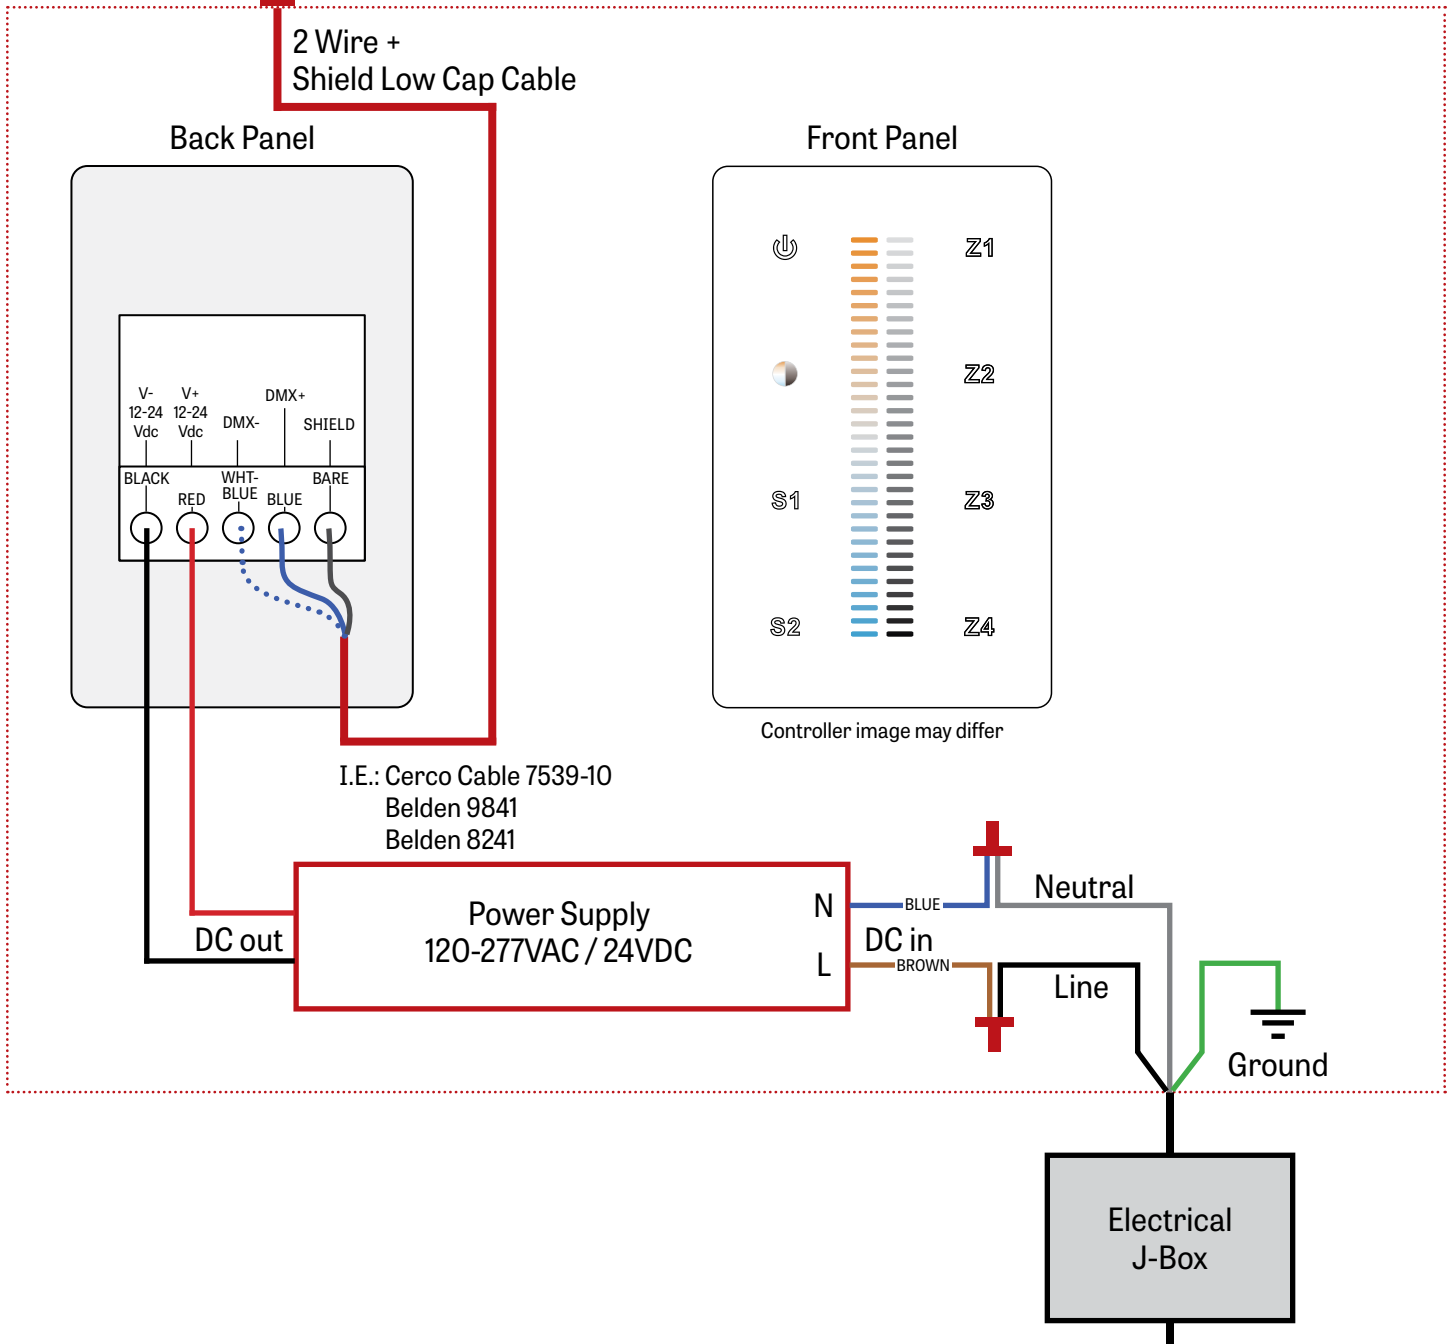 2 Wire +
Shield Low Cap Cable
Back Panel
Front Panel
V-
12-24
Vdc
V+
12-24
Vdc
DMX-
DMX+
SHIELD
BLACK
RED
WHT-
BLUE
BLUE
BARE
Z1
Z2
S1
Z3
S2
Z4
Controller image may differ
I.E.: Cerco Cable 7539-10
Belden 9841
Belden 8241
Power Supply
120-277VAC / 24VDC
DC out
N
L
BLUE
DC in
BROWN
Neutral
Line
Ground
Electrical
J-Box